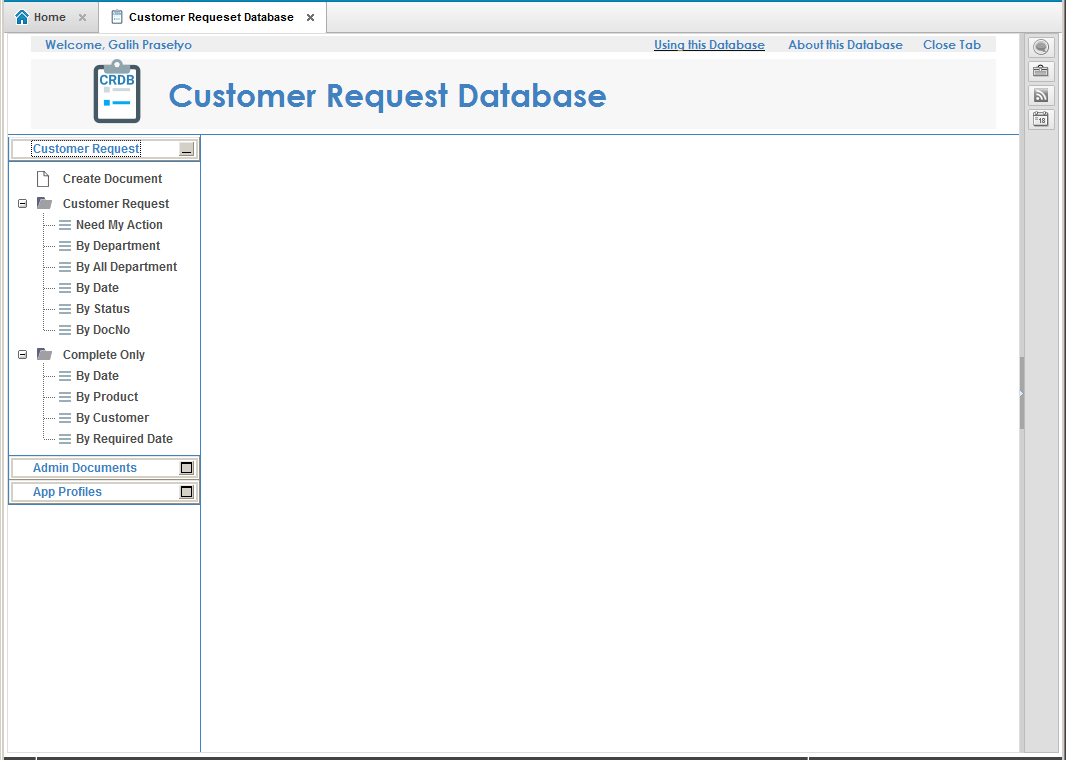 Home
Customer Requeset Database
Welcome, Galih Prasetyo
Using this Database About this Database Close Tab
CRDB
Customer Request Database
Customer Request
Create Document
Customer Request
Need My Action
By Department
By All Department
By Date
By Status
By DocNo
Complete Only
By Date
By Product
By Customer
By Required Date
Admin Documents
App Profiles
18